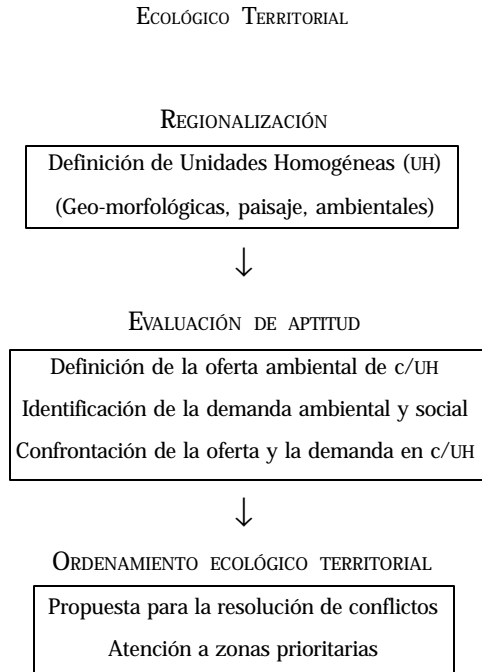 Ecológico Territorial
Regionalización
Definición de Unidades Homogéneas (UH)
(Geo-morfológicas, paisaje, ambientales)
↓
Evaluación de aptitud
Definición de la oferta ambiental de c/UH
Identificación de la demanda ambiental y social
Confrontación de la oferta y la demanda en c/UH
↓
Ordenamiento ecológico territorial
Propuesta para la resolución de conflictos
Atención a zonas prioritarias